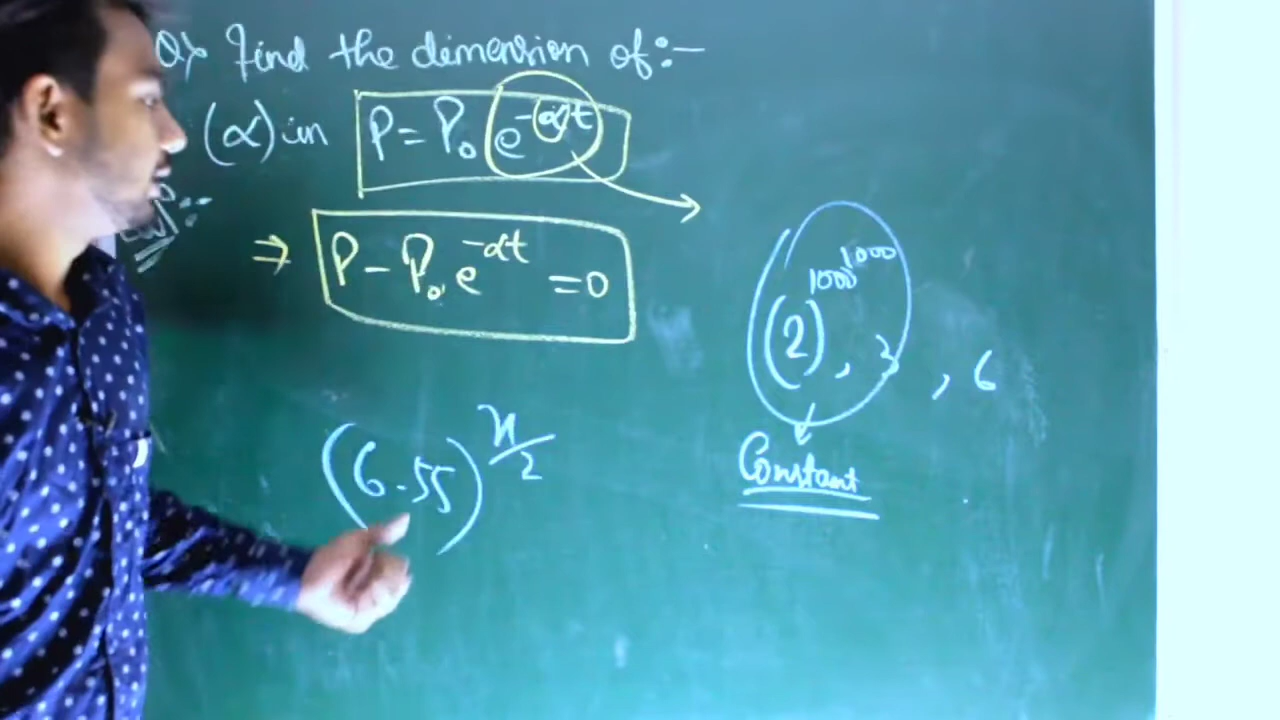 Q) Find the dimension of:-
(α) in P = P₀ e^(-αt)
Sol:-
⇒ P - P₀ e^(-αt) = 0
(2)^1000^1000, 3, 6
Constant
(6.55)^(x/2)